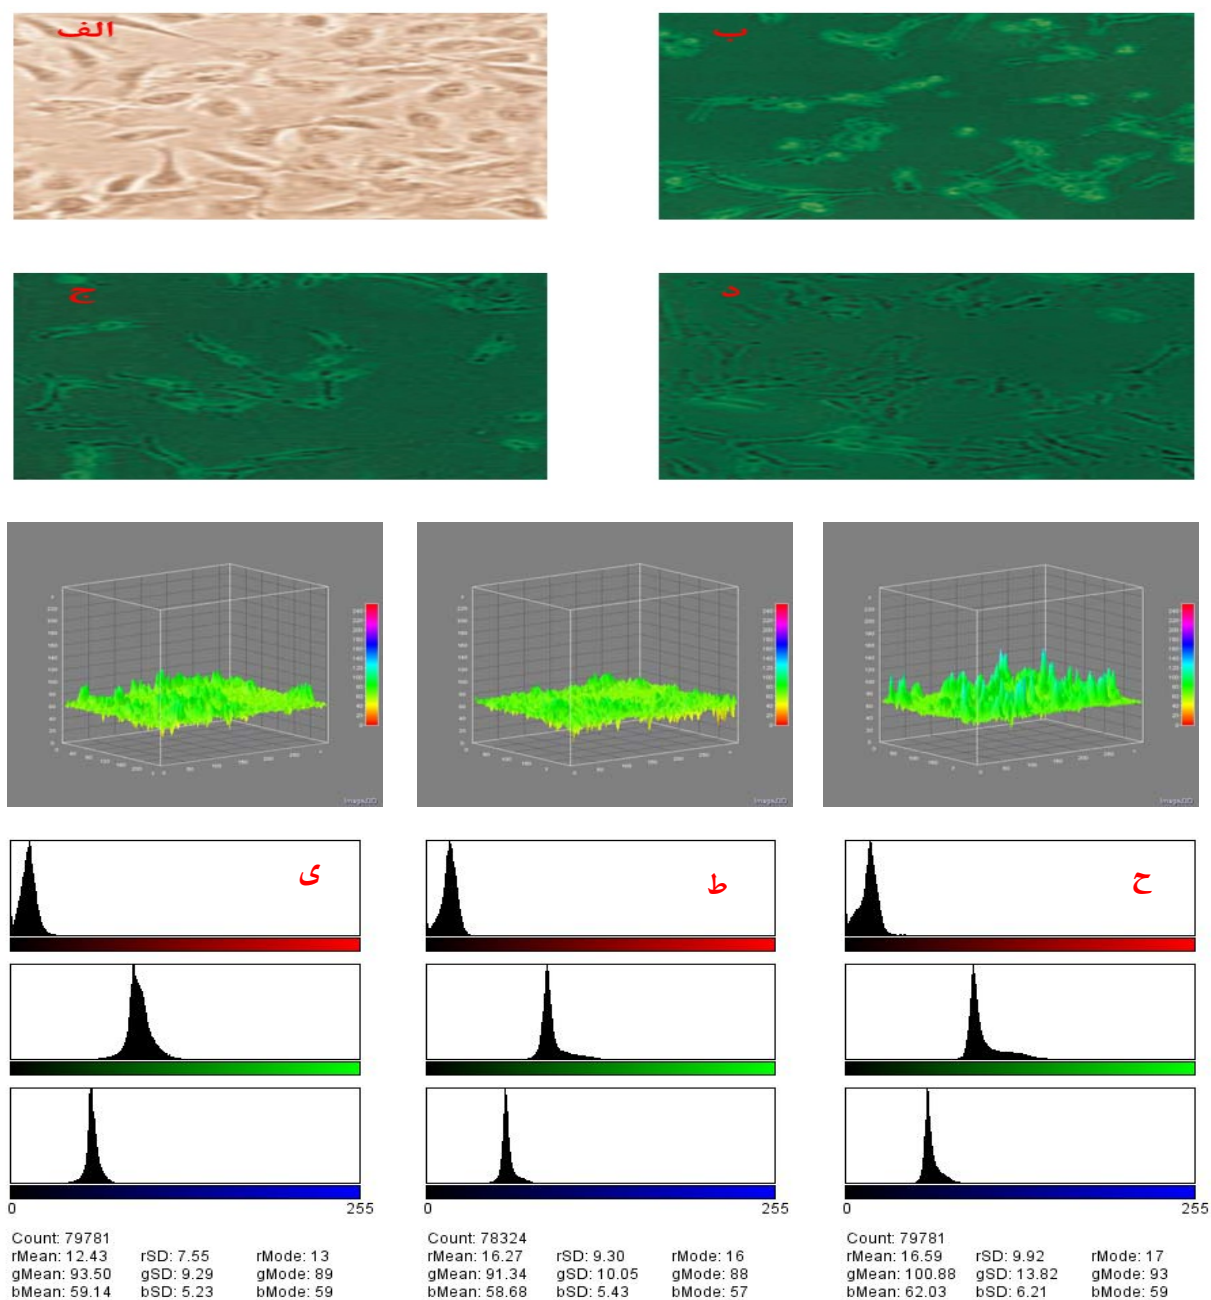 الف
ب
ج
د
ImageJ3D
ImageJ3D
ImageJ3D
ی
ط
ح
0 255
0 255
0 255
Count: 79781
rMean: 12.43 rSD: 7.55 rMode: 13
gMean: 93.50 gSD: 9.29 gMode: 89
bMean: 59.14 bSD: 5.23 bMode: 59
Count: 78324
rMean: 16.27 rSD: 9.30 rMode: 16
gMean: 91.34 gSD: 10.05 gMode: 88
bMean: 58.68 bSD: 5.43 bMode: 57
Count: 79781
rMean: 16.59 rSD: 9.92 rMode: 17
gMean: 100.88 gSD: 13.82 gMode: 93
bMean: 62.03 bSD: 6.21 bMode: 59